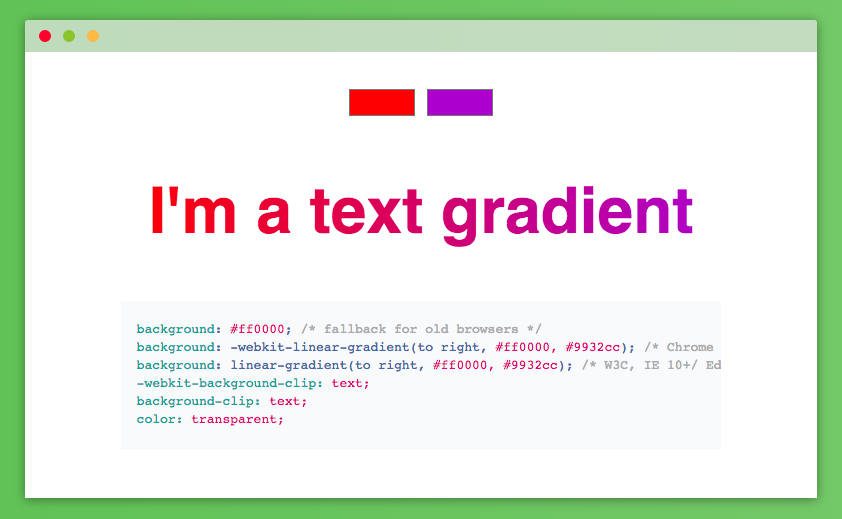 I'm a text gradient
background: #ff0000; /* fallback for old browsers */
background: -webkit-linear-gradient(to right, #ff0000, #9932cc); /* Chrome
background: linear-gradient(to right, #ff0000, #9932cc); /* W3C, IE 10+/ Ed
-webkit-background-clip: text;
background-clip: text;
color: transparent;